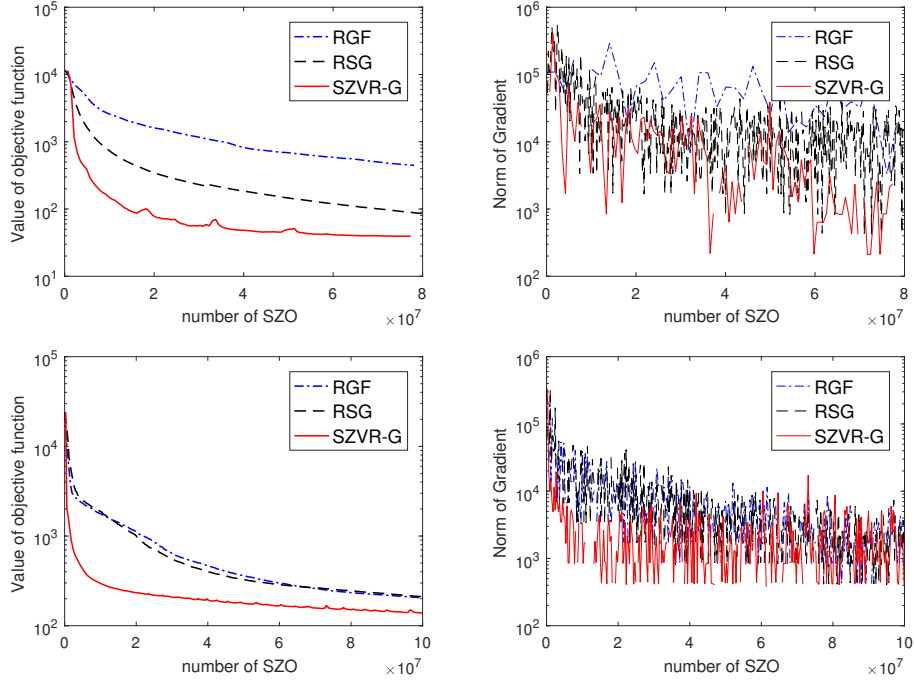 Value of objective function
10^5
10^4
10^3
10^2
10^1
RGF
RSG
SZVR-G
0 2 4 6 8
×10^7
number of SZO
Norm of Gradient
10^6
10^5
10^4
10^3
10^2
RGF
RSG
SZVR-G
0 2 4 6 8
×10^7
number of SZO
Value of objective function
10^5
10^4
10^3
10^2
RGF
RSG
SZVR-G
0 2 4 6 8 10
×10^7
number of SZO
Norm of Gradient
10^6
10^5
10^4
10^3
10^2
RGF
RSG
SZVR-G
0 2 4 6 8 10
×10^7
number of SZO